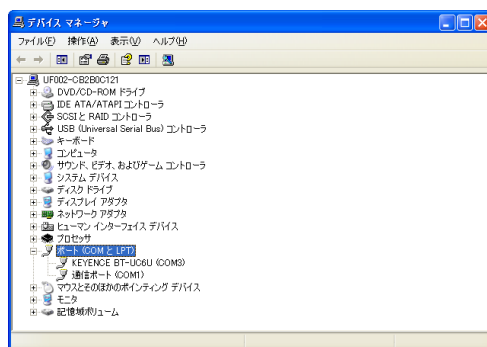 デバイス マネージャ
ファイル(F) 操作(A) 表示(V) ヘルプ(H)
UF002-CB2B0C121
DVD/CD-ROM ドライブ
IDE ATA/ATAPI コントローラ
SCSI と RAID コントローラ
USB (Universal Serial Bus) コントローラ
キーボード
コンピュータ
サウンド、ビデオ、およびゲーム コントローラ
システム デバイス
ディスク ドライブ
ディスプレイ アダプタ
ネットワーク アダプタ
ヒューマン インターフェイス デバイス
プロセッサ
ポート (COM と LPT)
KEYENCE BT-UC6U (COM3)
通信ポート (COM1)
マウスとそのほかのポインティング デバイス
モニタ
記憶域ボリューム